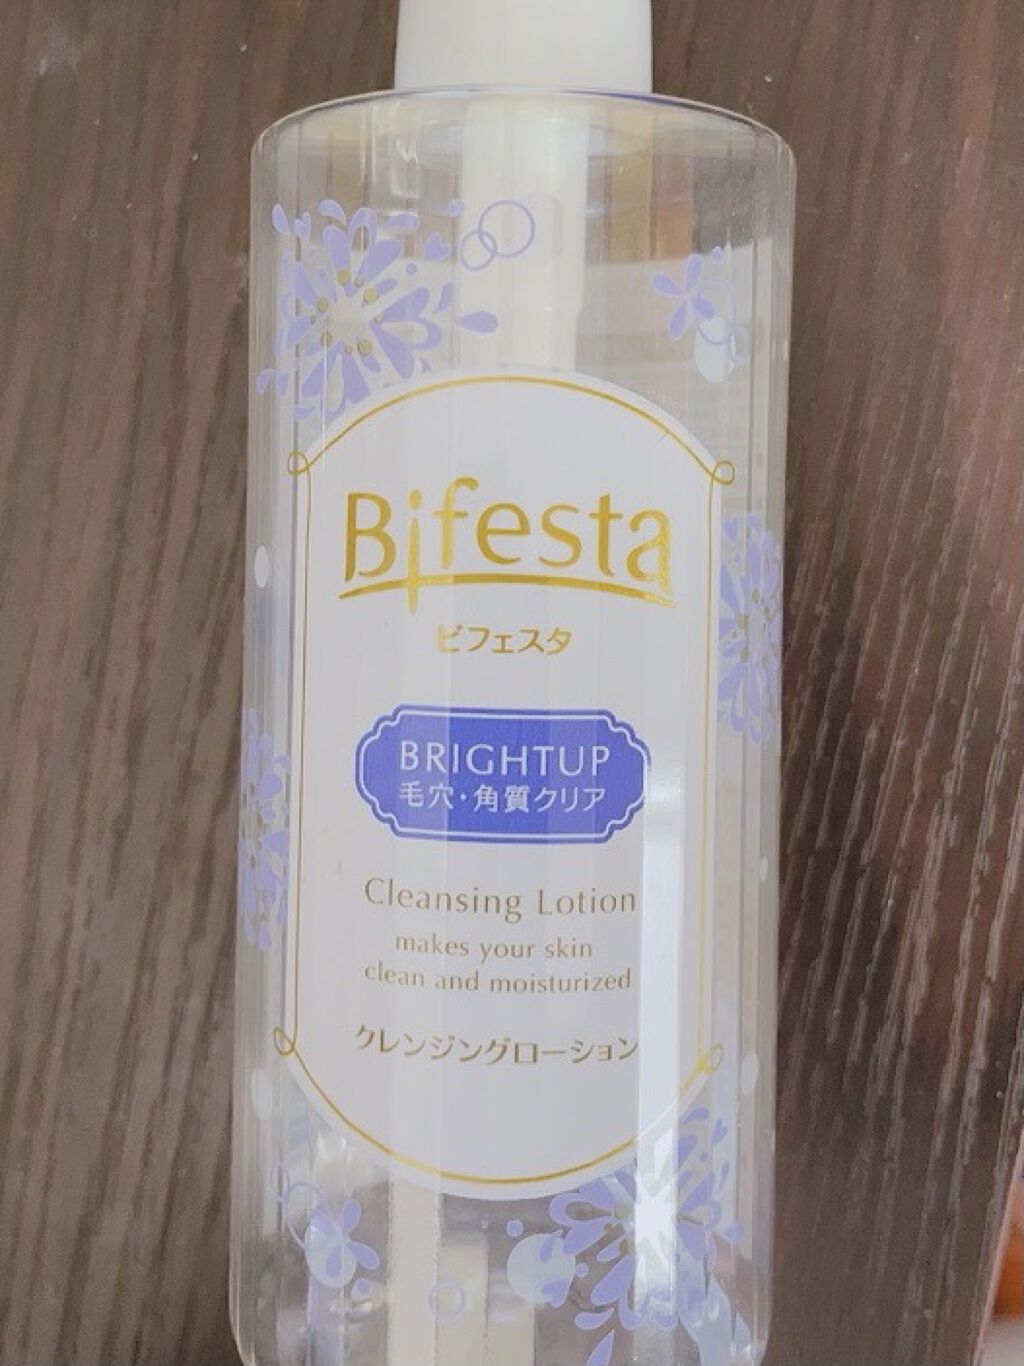 Bifesta
ビフェスタ
BRIGHTUP
毛穴・角質クリア
Cleansing Lotion
makes your skin
clean and moisturized
クレンジングローション